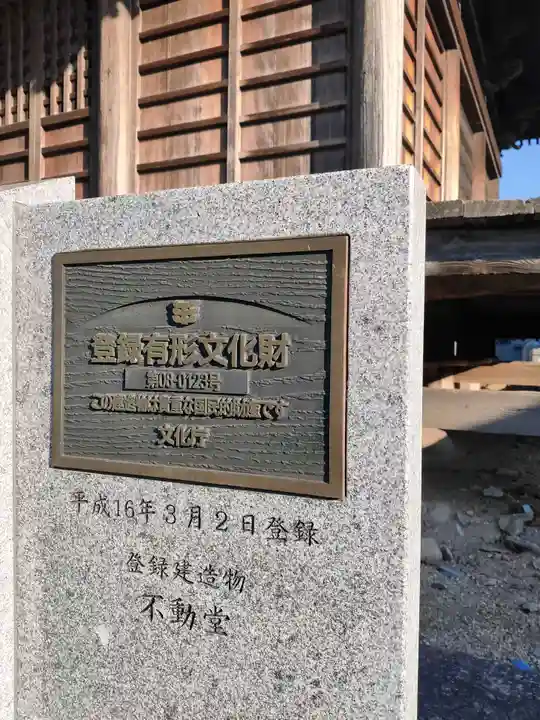 登録有形文化財
第08-0123号
この建造物は貴重な国民的財産です
文化庁
平成16年3月2日登録
登録建造物
不動堂